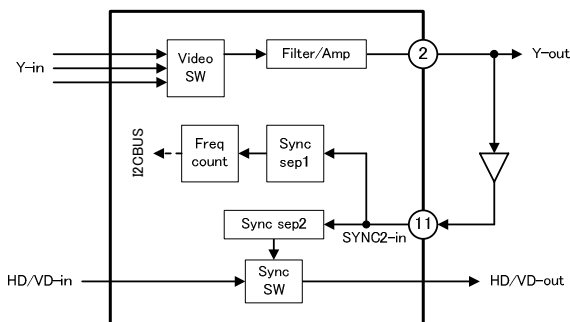 Y-in
Video
SW
Filter/Amp
2
Y-out
I2CBUS
Freq
count
Sync
sep1
Sync sep2
SYNC2-in
11
HD/VD-in
Sync
SW
HD/VD-out